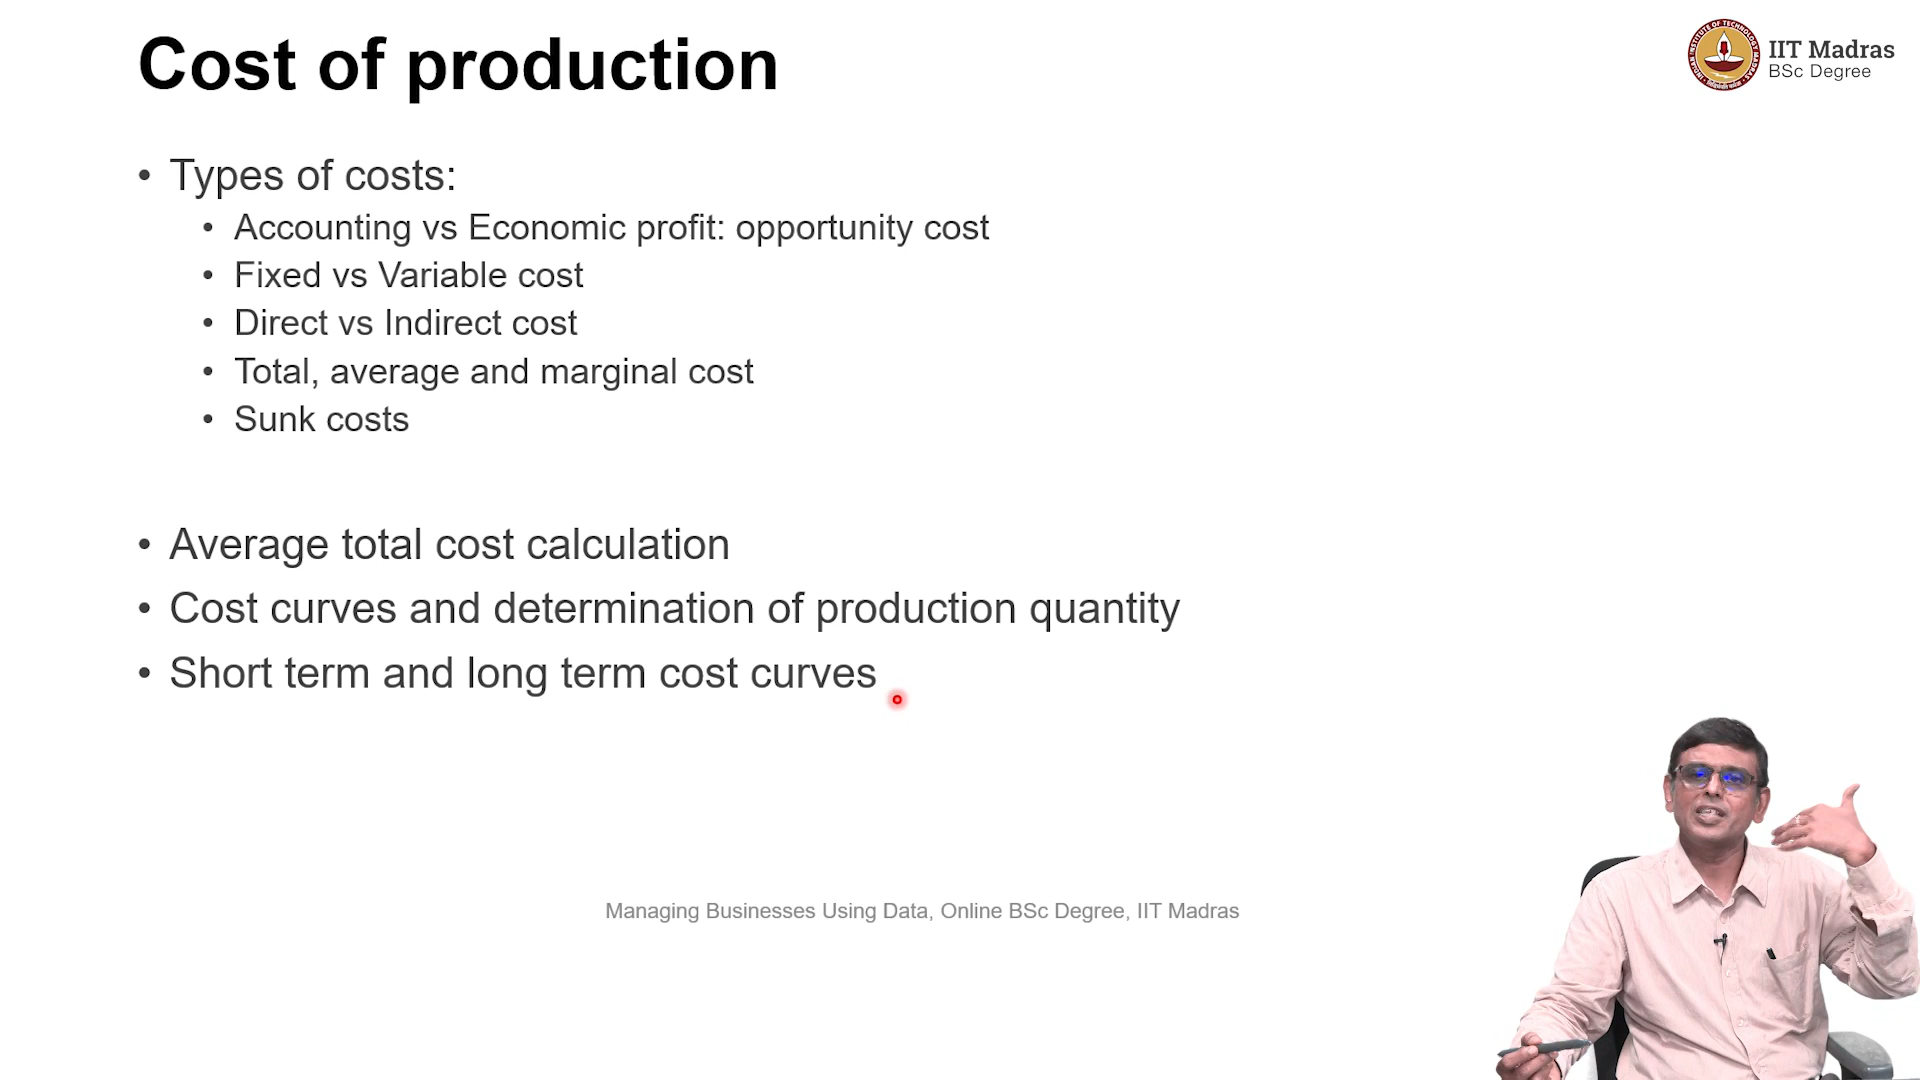 Cost of production
IIT Madras
BSc Degree
• Types of costs:
• Accounting vs Economic profit: opportunity cost
• Fixed vs Variable cost
• Direct vs Indirect cost
• Total, average and marginal cost
• Sunk costs
• Average total cost calculation
• Cost curves and determination of production quantity
• Short term and long term cost curves
Managing Businesses Using Data, Online BSc Degree, IIT Madras